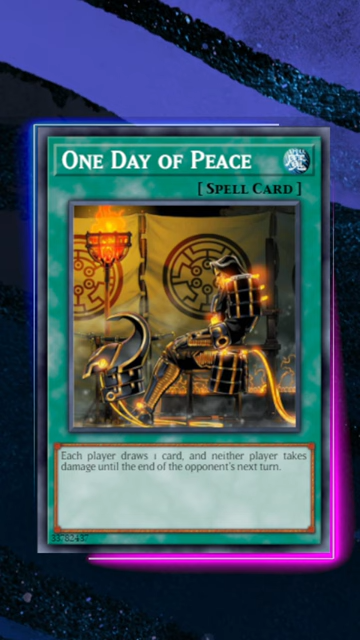 ONE DAY OF PEACE
[ SPELL CARD ]
Each player draws 1 card, and neither player takes
damage until the end of the opponent's next turn.
33782437